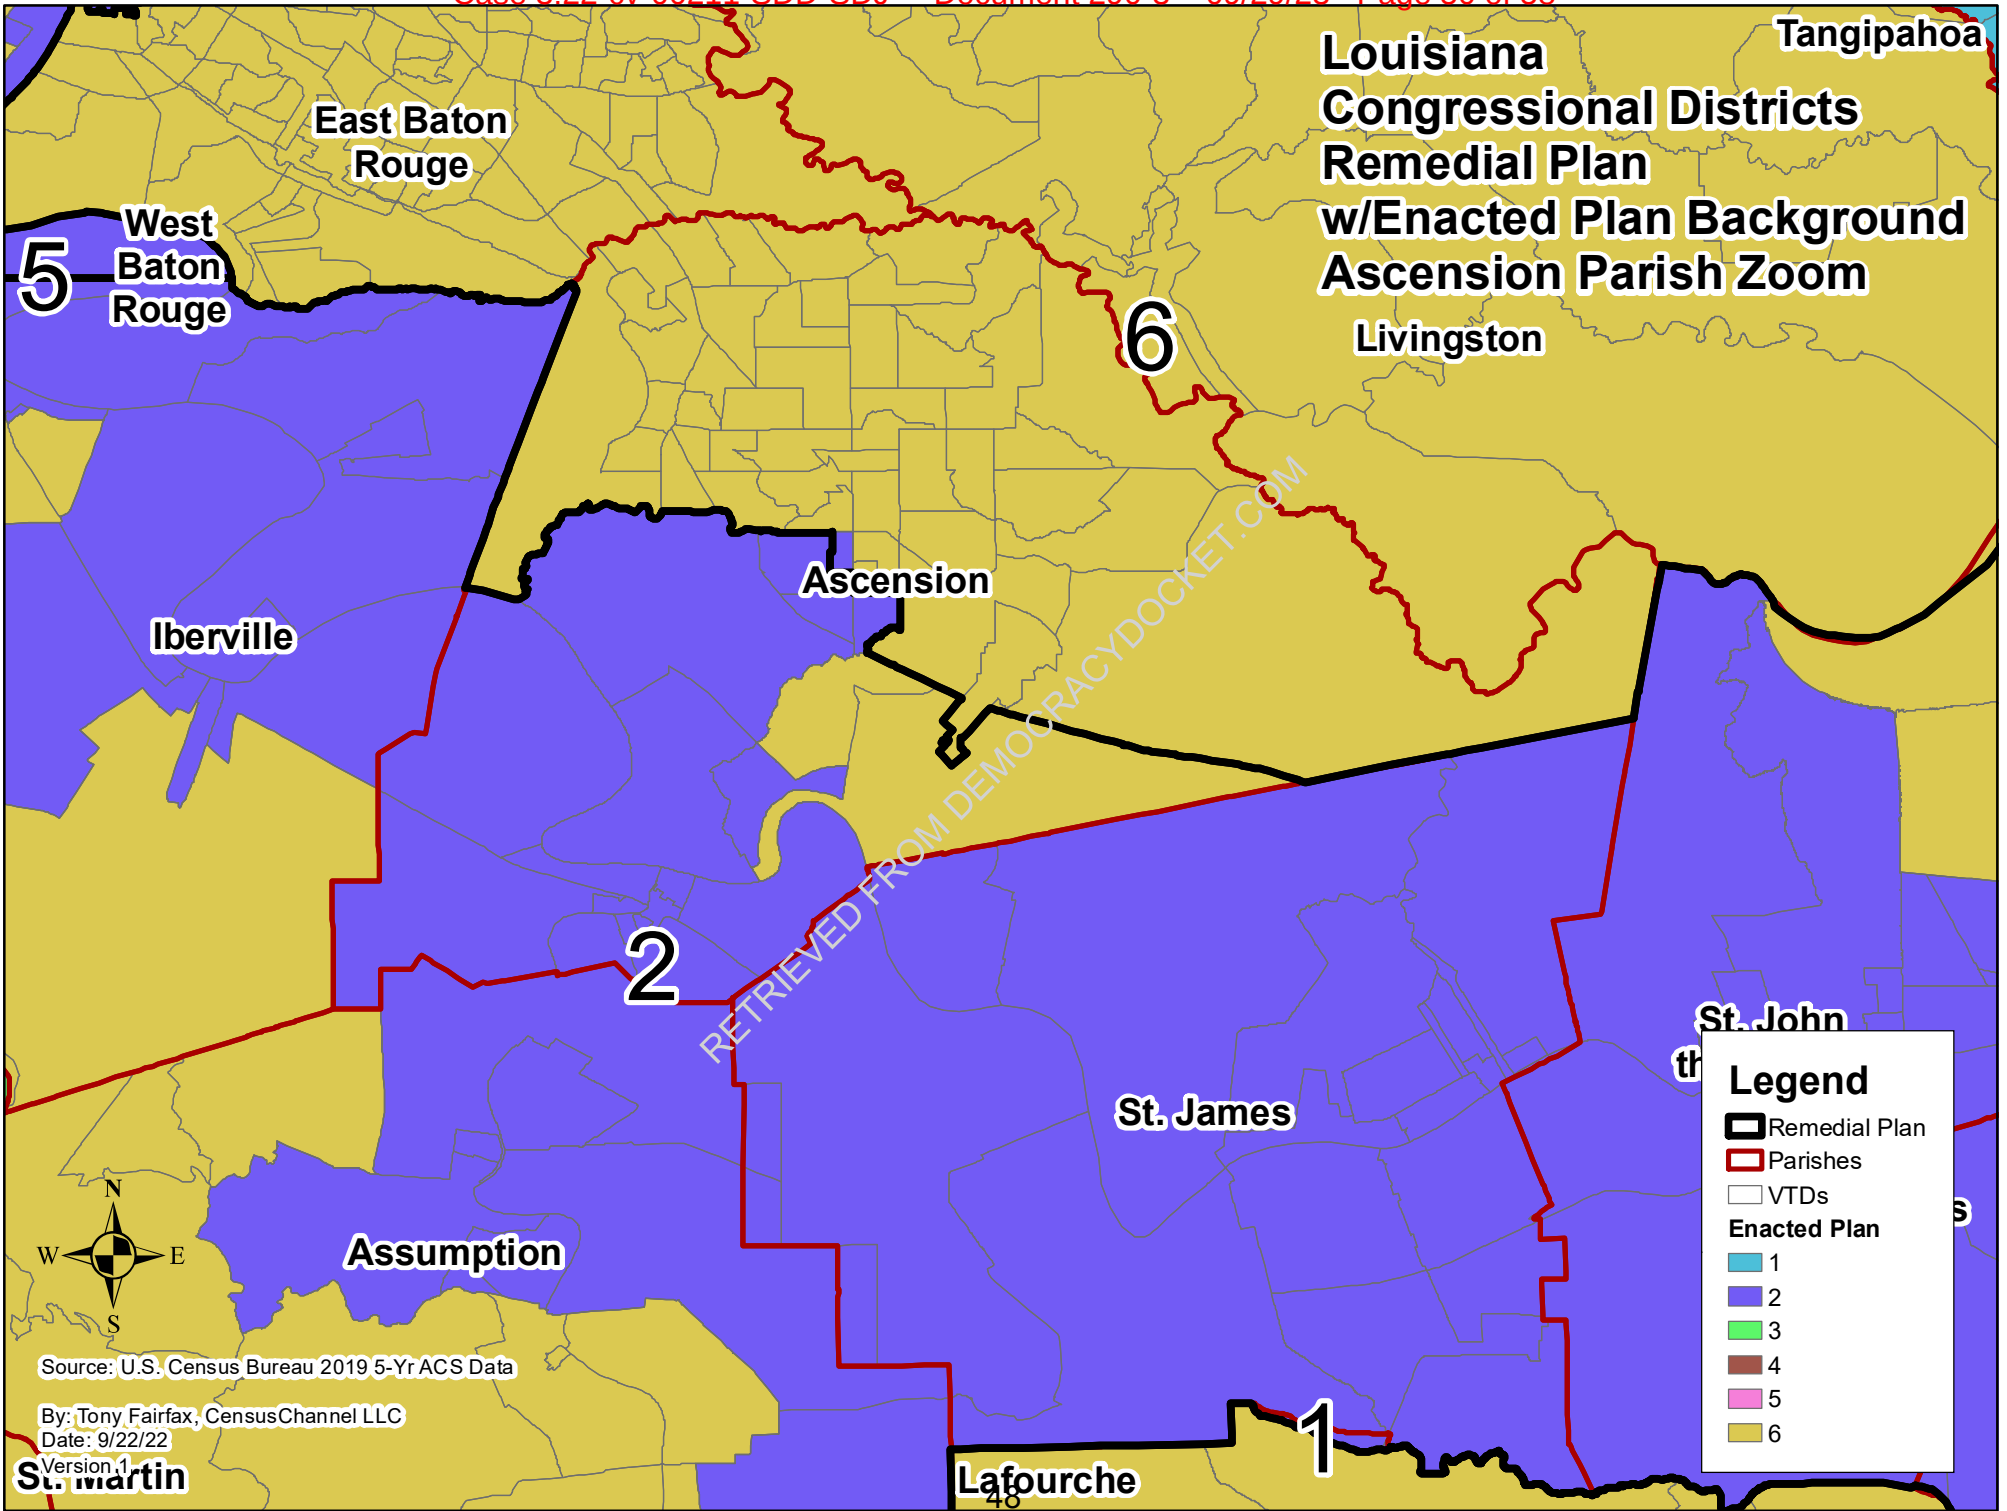 Louisiana
Congressional Districts
Remedial Plan
w/Enacted Plan Background
Ascension Parish Zoom
Tangipahoa
East Baton
Rouge
West
Baton
Rouge
5
6
Livingston
Ascension
Iberville
2
St. James
St. John
th
s
Assumption
1
Lafourche
St. Martin
RETRIEVED FROM DEMOCRACYDOCKET.COM
N
W E
S
Legend
Remedial Plan
Parishes
VTDs
Enacted Plan
1
2
3
4
5
6
Source: U.S. Census Bureau 2019 5-Yr ACS Data
By: Tony Fairfax, CensusChannel LLC
Date: 9/22/22
Version 1
48